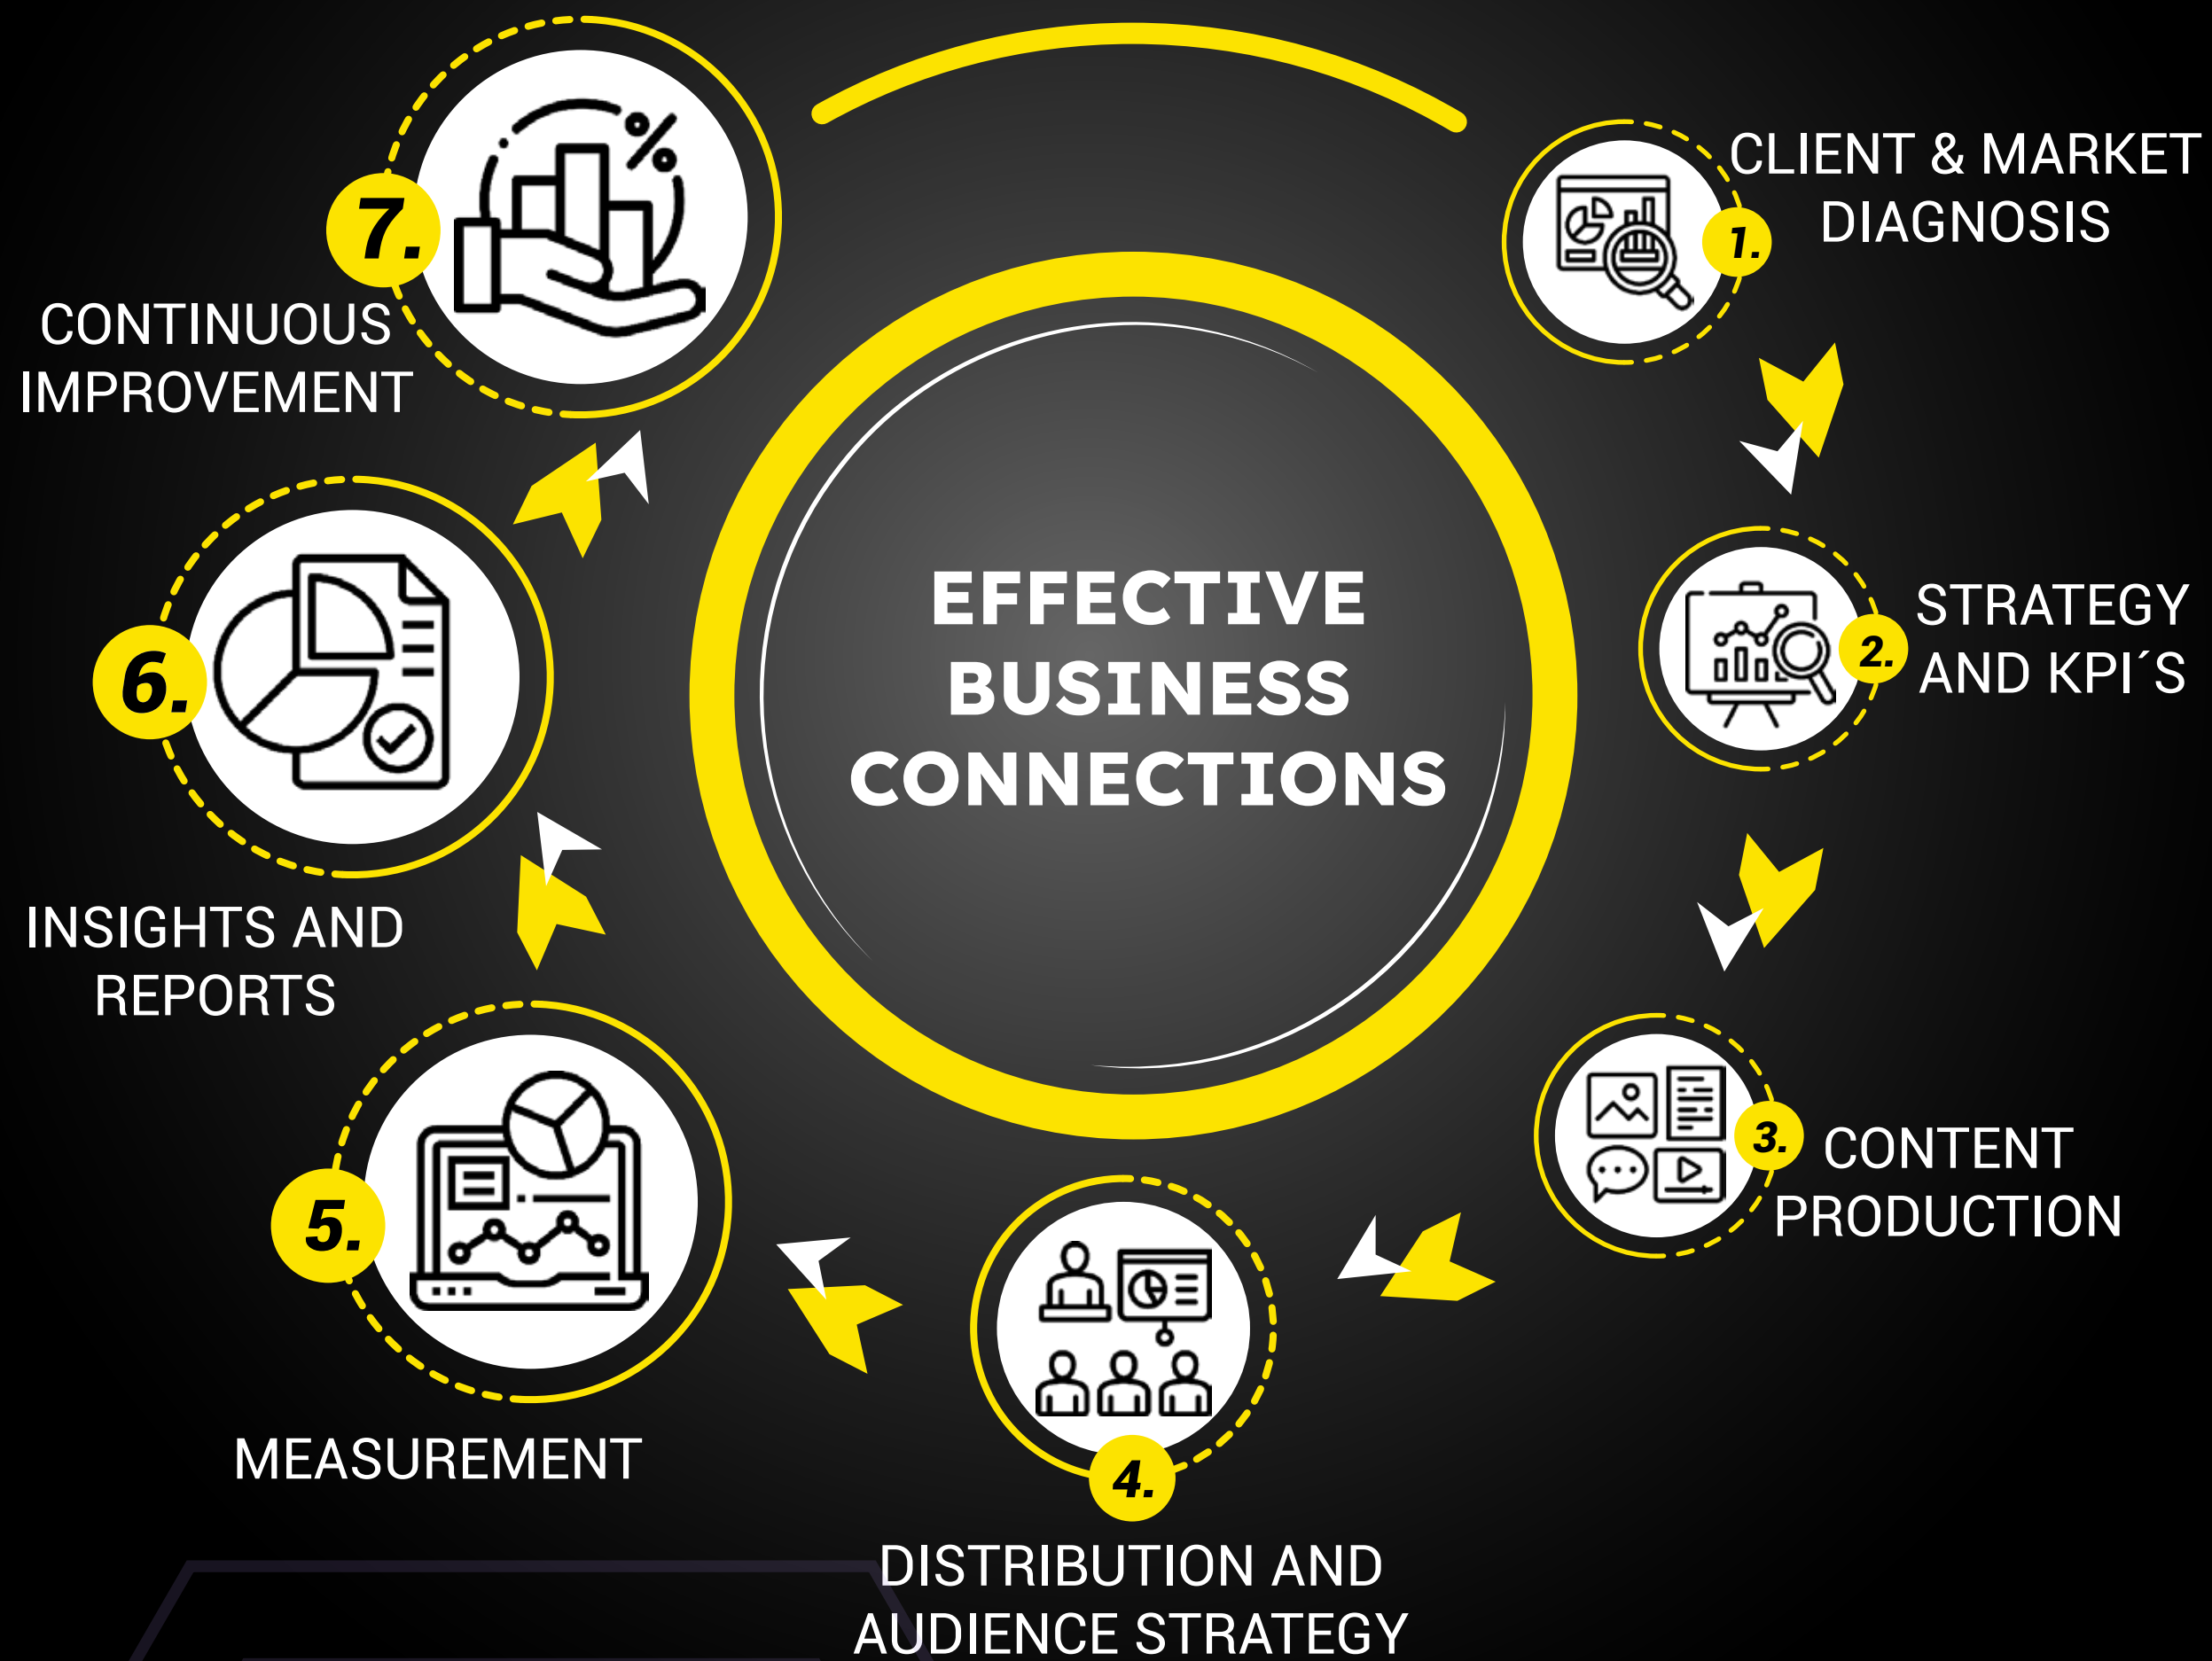 EFFECTIVE
BUSINESS
CONNECTIONS
1.
CLIENT & MARKET
DIAGNOSIS
2.
STRATEGY
AND KPI´S
3.
CONTENT
PRODUCTION
4.
DISTRIBUTION AND
AUDIENCE STRATEGY
5.
MEASUREMENT
6.
INSIGHTS AND
REPORTS
7.
CONTINUOUS
IMPROVEMENT
%